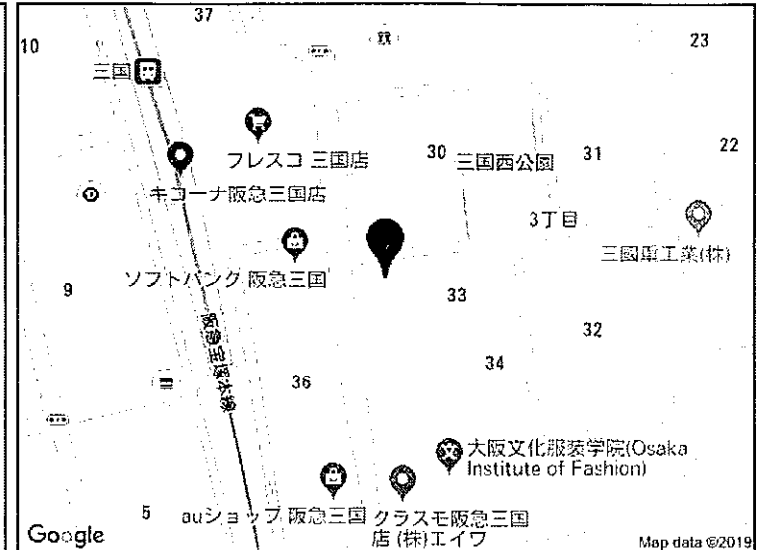 37
10
23
三国
フレスコ 三国店
30
三国西公園
31
22
キコーナ阪急三国店
3丁目
ソフトバンク 阪急三国
三國重工業(株)
9
33
32
阪急宝塚本線
34
36
大阪文化服装学院(Osaka
Institute of Fashion)
5
auショップ 阪急三国
クラスモ阪急三国
店 (株)エイワ
Google
Map data ©2019